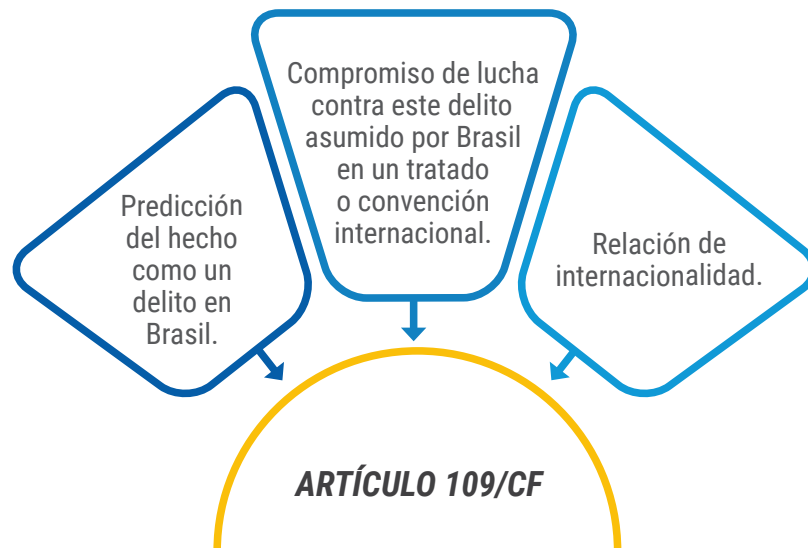 Predicción
del hecho
como un
delito en
Brasil.
Compromiso de lucha
contra este delito
asumido por Brasil
en un tratado
o convención
internacional.
Relación de
internacionalidad.
ARTÍCULO 109/CF